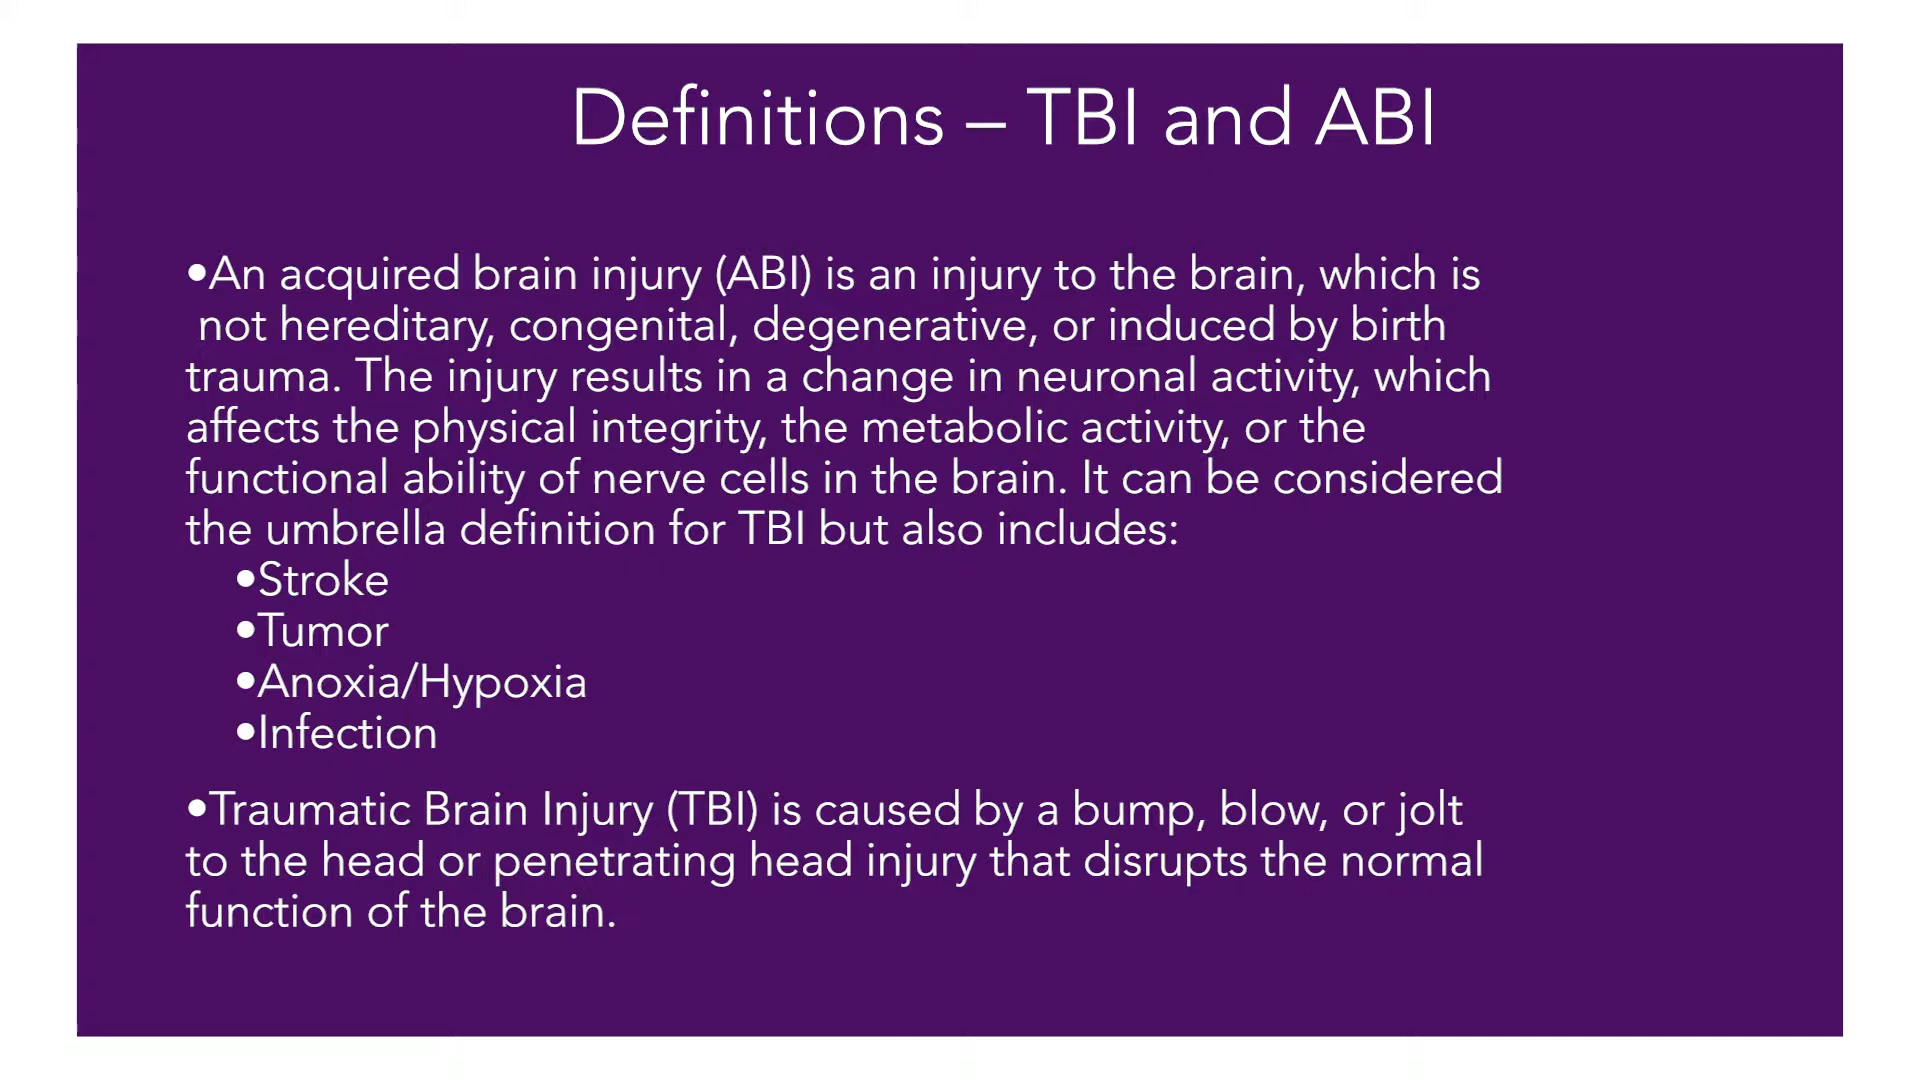 Definitions – TBI and ABI
•An acquired brain injury (ABI) is an injury to the brain, which is
not hereditary, congenital, degenerative, or induced by birth
trauma. The injury results in a change in neuronal activity, which
affects the physical integrity, the metabolic activity, or the
functional ability of nerve cells in the brain. It can be considered
the umbrella definition for TBI but also includes:
•Stroke
•Tumor
•Anoxia/Hypoxia
•Infection
•Traumatic Brain Injury (TBI) is caused by a bump, blow, or jolt
to the head or penetrating head injury that disrupts the normal
function of the brain.